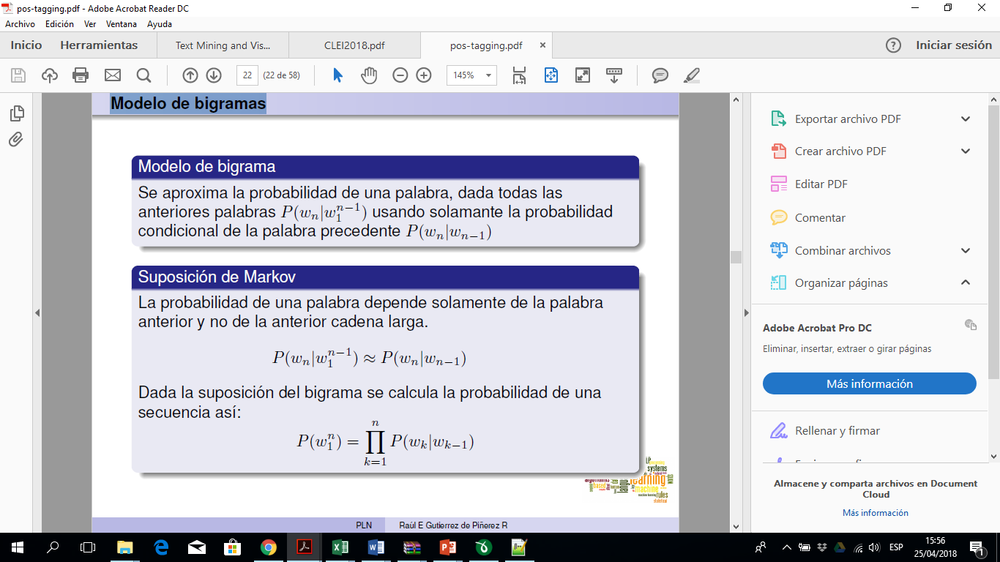 pos-tagging.pdf - Adobe Acrobat Reader DC
Archivo Edición Ver Ventana Ayuda
Inicio Herramientas Text Mining and Vis... CLEI2018.pdf pos-tagging.pdf × ? Iniciar sesión
22 (22 de 58) 145%
Modelo de bigramas
Modelo de bigrama
Se aproxima la probabilidad de una palabra, dada todas las
anteriores palabras $P(w_n|w_1^{n-1})$ usando solamante la probabilidad
condicional de la palabra precedente $P(w_n|w_{n-1})$
Suposición de Markov
La probabilidad de una palabra depende solamente de la palabra
anterior y no de la anterior cadena larga.
$P(w_n|w_1^{n-1}) \approx P(w_n|w_{n-1})$
Dada la suposición del bigrama se calcula la probabilidad de una
secuencia así:
$P(w_1^n) = \prod_{k=1}^{n} P(w_k|w_{k-1})$
systems
learning
machine
rules
PLN Raúl E Gutierrez de Piñerez R
Exportar archivo PDF
Crear archivo PDF
Editar PDF
Comentar
Combinar archivos
Organizar páginas
Adobe Acrobat Pro DC
Eliminar, insertar, extraer o girar páginas
Más información
Rellenar y firmar
Almacene y comparta archivos en Document
Cloud
Más información
ESP
15:56
25/04/2018
1